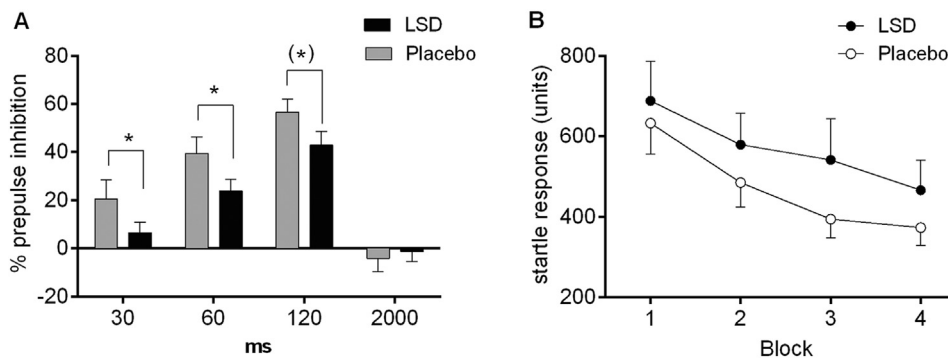 A
LSD
Placebo
% prepulse inhibition
80
60
40
20
0
-20
*
*
(*)
30 60 120 2000
ms
B
LSD
Placebo
startle response (units)
800
600
400
200
1 2 3 4
Block